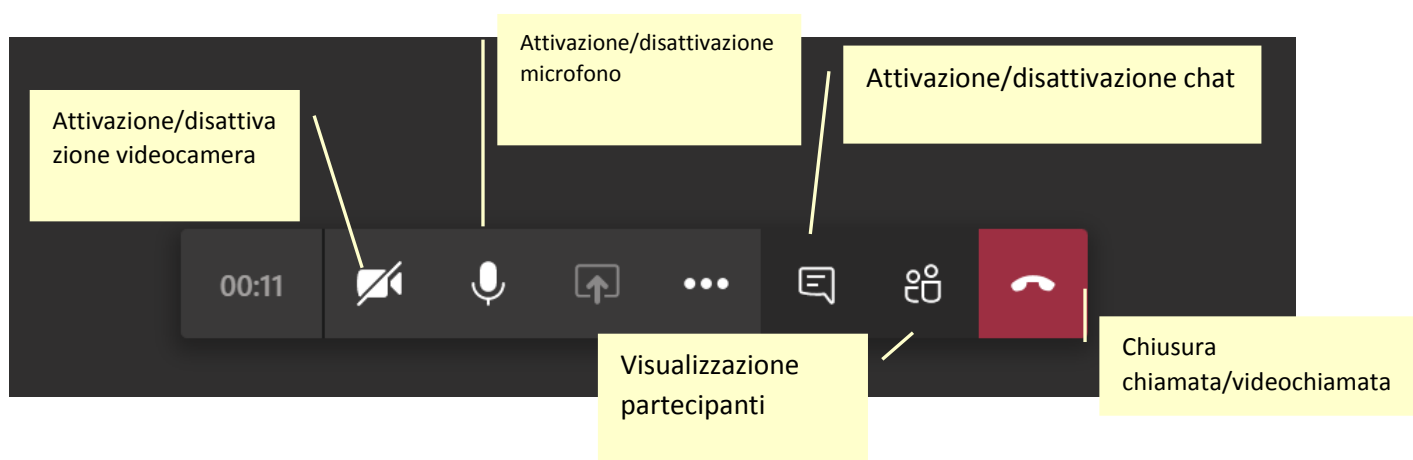 Attivazione/disattivazione
microfono
Attivazione/disattivazione chat
Attivazione/disattiva
zione videocamera
00:11
Visualizzazione
partecipanti
Chiusura
chiamata/videochiamata